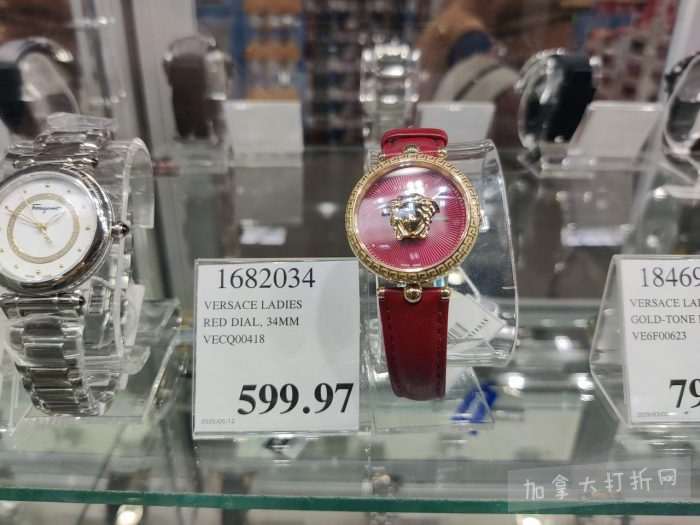 Ferragamo
1682034
VERSACE LADIES
RED DIAL, 34MM
VECQ00418
599.97
18469
VERSACE LA
GOLD-TONE
VE6F00623
79
加拿大打折网